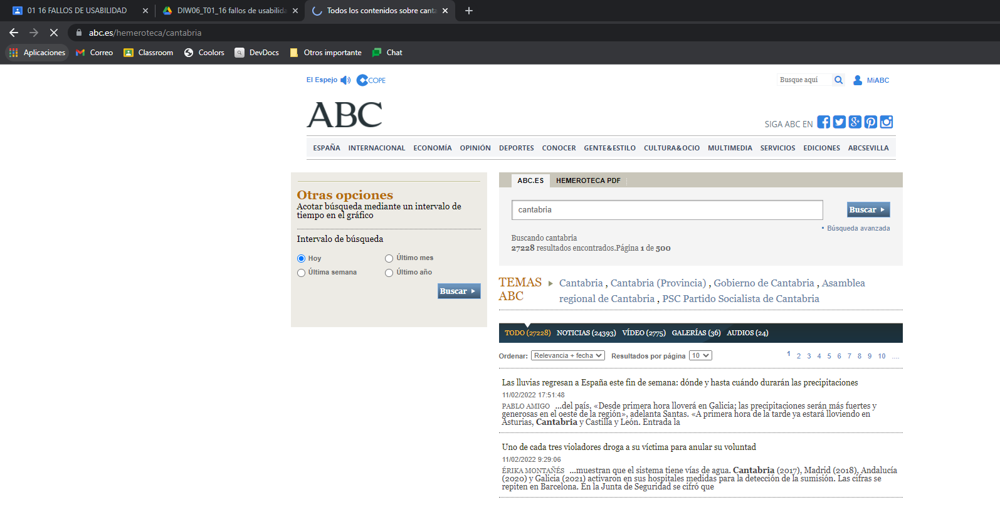 01 16 FALLOS DE USABILIDAD
DIW06_T01_16 fallos de usabilida
Todos los contenidos sobre canta
abc.es/hemeroteca/cantabria
Aplicaciones Correo Classroom Coolors DevDocs Otros importante Chat
El Espejo COPE
Busque aquí MiABC
ABC
SIGA ABC EN
ESPAÑA INTERNACIONAL ECONOMÍA OPINIÓN DEPORTES CONOCER GENTE&ESTILO CULTURA&OCIO MULTIMEDIA SERVICIOS EDICIONES ABCSEVILLA
Otras opciones
Acotar búsqueda mediante un intervalo de
tiempo en el gráfico
Intervalo de búsqueda
Hoy Último mes
Última semana Último año
Buscar
ABC.ES HEMEROTECA PDF
cantabria
Buscar
Búsqueda avanzada
Buscando cantabria
27228 resultados encontrados.Página 1 de 500
TEMAS
ABC
Cantabria , Cantabria (Provincia) , Gobierno de Cantabria , Asamblea
regional de Cantabria , PSC Partido Socialista de Cantabria
TODO (27228) NOTICIAS (24393) VÍDEO (2775) GALERÍAS (36) AUDIOS (24)
Ordenar: Relevancia + fecha Resultados por página 10 1 2 3 4 5 6 7 8 9 10 ....
Las lluvias regresan a España este fin de semana: dónde y hasta cuándo durarán las precipitaciones
11/02/2022 17:51:48
PABLO AMIGO ...del país. «Desde primera hora lloverá en Galicia; las precipitaciones serán más fuertes y
generosas en el oeste de la región», adelanta Santas. «A primera hora de la tarde ya estará lloviendo en
Asturias, Cantabria y Castilla y León. Entrada la
Uno de cada tres violadores droga a su víctima para anular su voluntad
11/02/2022 9:29:06
ÉRIKA MONTAÑÉS ...muestran que el sistema tiene vías de agua. Cantabria (2017), Madrid (2018), Andalucía
(2020) y Galicia (2021) activaron en sus hospitales medidas para la detección de la sumisión. Las cifras se
repiten en Barcelona. En la Junta de Seguridad se cifró que